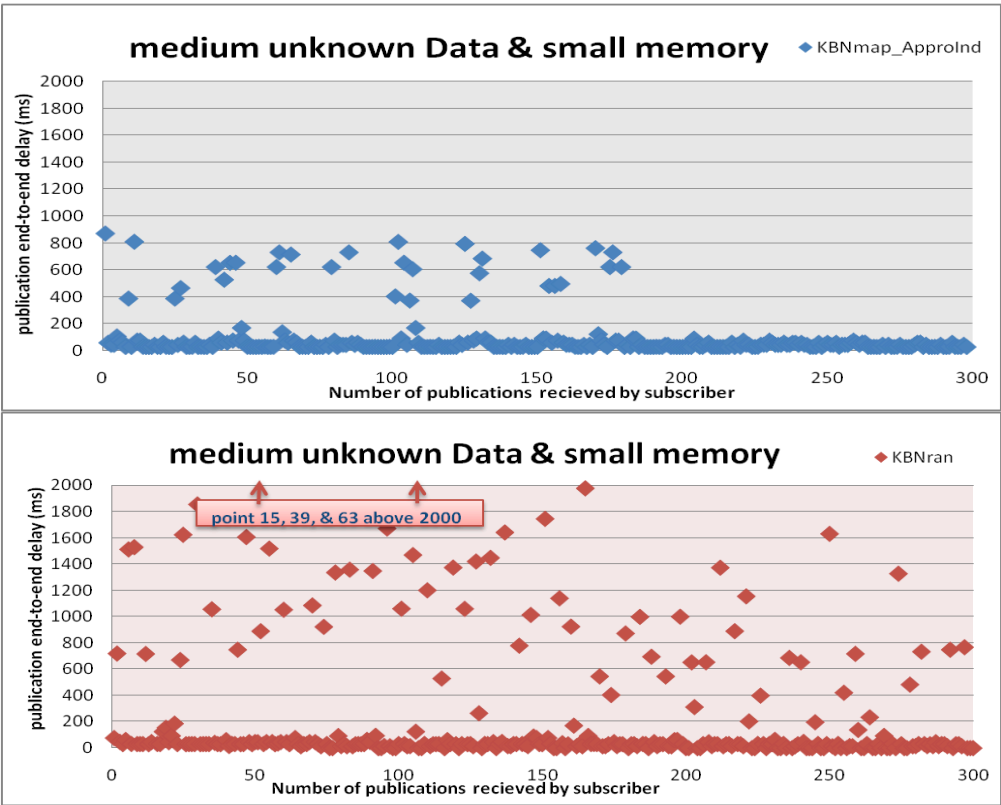 medium unknown Data & small memory
KBNmap_ApproInd
publication end-to-end delay (ms)
2000
1800
1600
1400
1200
1000
800
600
400
200
0
0 50 100 150 200 250 300
Number of publications recieved by subscriber
medium unknown Data & small memory
KBNran
publication end-to-end delay (ms)
2000
1800
1600
1400
1200
1000
800
600
400
200
0
point 15, 39, & 63 above 2000
0 50 100 150 200 250 300
Number of publications recieved by subscriber